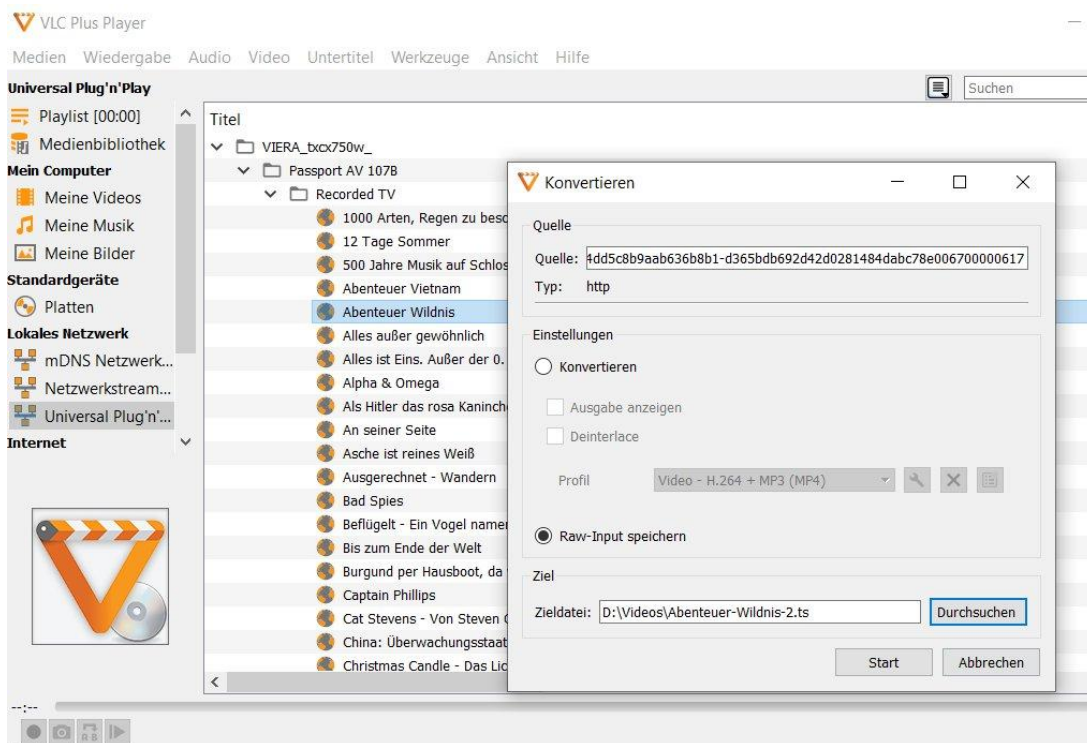 VLC Plus Player
Medien Wiedergabe Audio Video Untertitel Werkzeuge Ansicht Hilfe
Universal Plug'n'Play
Suchen
Playlist [00:00]
Medienbibliothek
Mein Computer
Meine Videos
Meine Musik
Meine Bilder
Standardgeräte
Platten
Lokales Netzwerk
mDNS Netzwerk...
Netzwerkstream...
Universal Plug'n'...
Internet
Titel
VIERA_txcx750w_
Passport AV 107B
Recorded TV
1000 Arten, Regen zu besc
12 Tage Sommer
500 Jahre Musik auf Schlos
Abenteuer Vietnam
Abenteuer Wildnis
Alles außer gewöhnlich
Alles ist Eins. Außer der 0.
Alpha & Omega
Als Hitler das rosa Kaninch
An seiner Seite
Asche ist reines Weiß
Ausgerechnet - Wandern
Bad Spies
Beflügelt - Ein Vogel namen
Bis zum Ende der Welt
Burgund per Hausboot, da
Captain Phillips
Cat Stevens - Von Steven
China: Überwachungsstaat
Christmas Candle - Das Lic
Konvertieren
Quelle
Quelle: 4dd5c8b9aab636b8b1-d365bdb692d42d0281484dabc78e006700000617
Typ: http
Einstellungen
Konvertieren
Ausgabe anzeigen
Deinterlace
Profil Video - H.264 + MP3 (MP4)
Raw-Input speichern
Ziel
Zieldatei: D:\Videos\Abenteuer-Wildnis-2.ts Durchsuchen
Start Abbrechen
--:--
A B